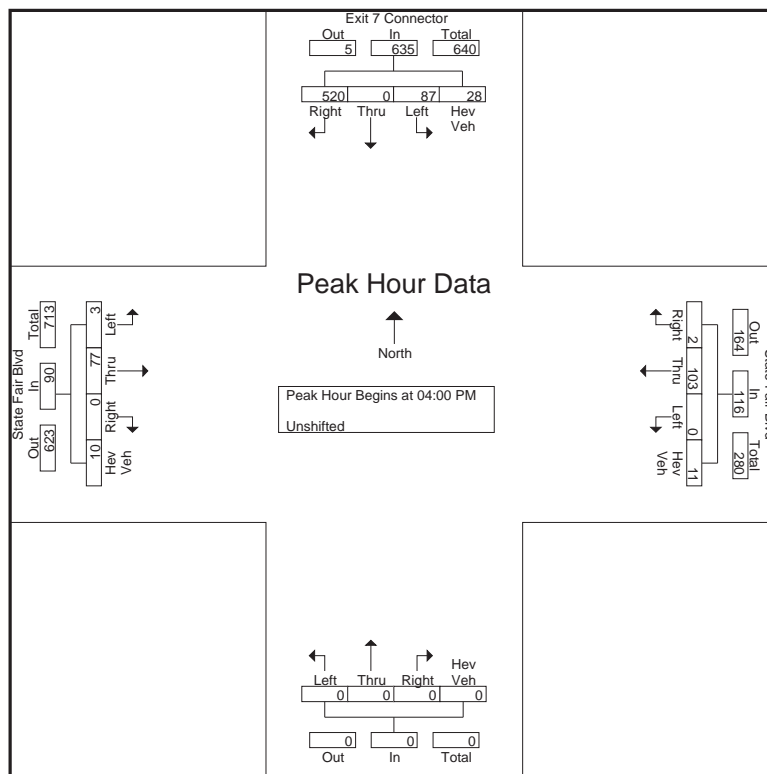 Exit 7 Connector
Out In Total
5 635 640
520 0 87 28
Right Thru Left Hev Veh
Peak Hour Data
North
Peak Hour Begins at 04:00 PM
Unshifted
State Fair Blvd
Total In Out
713 90 623
3 77 0 10
Left Thru Right Hev Veh
Right Thru Left Hev Veh
2 103 0 11
Out In Total
164 116 280
Left Thru Right Hev Veh
0 0 0 0
0 0 0
Out In Total